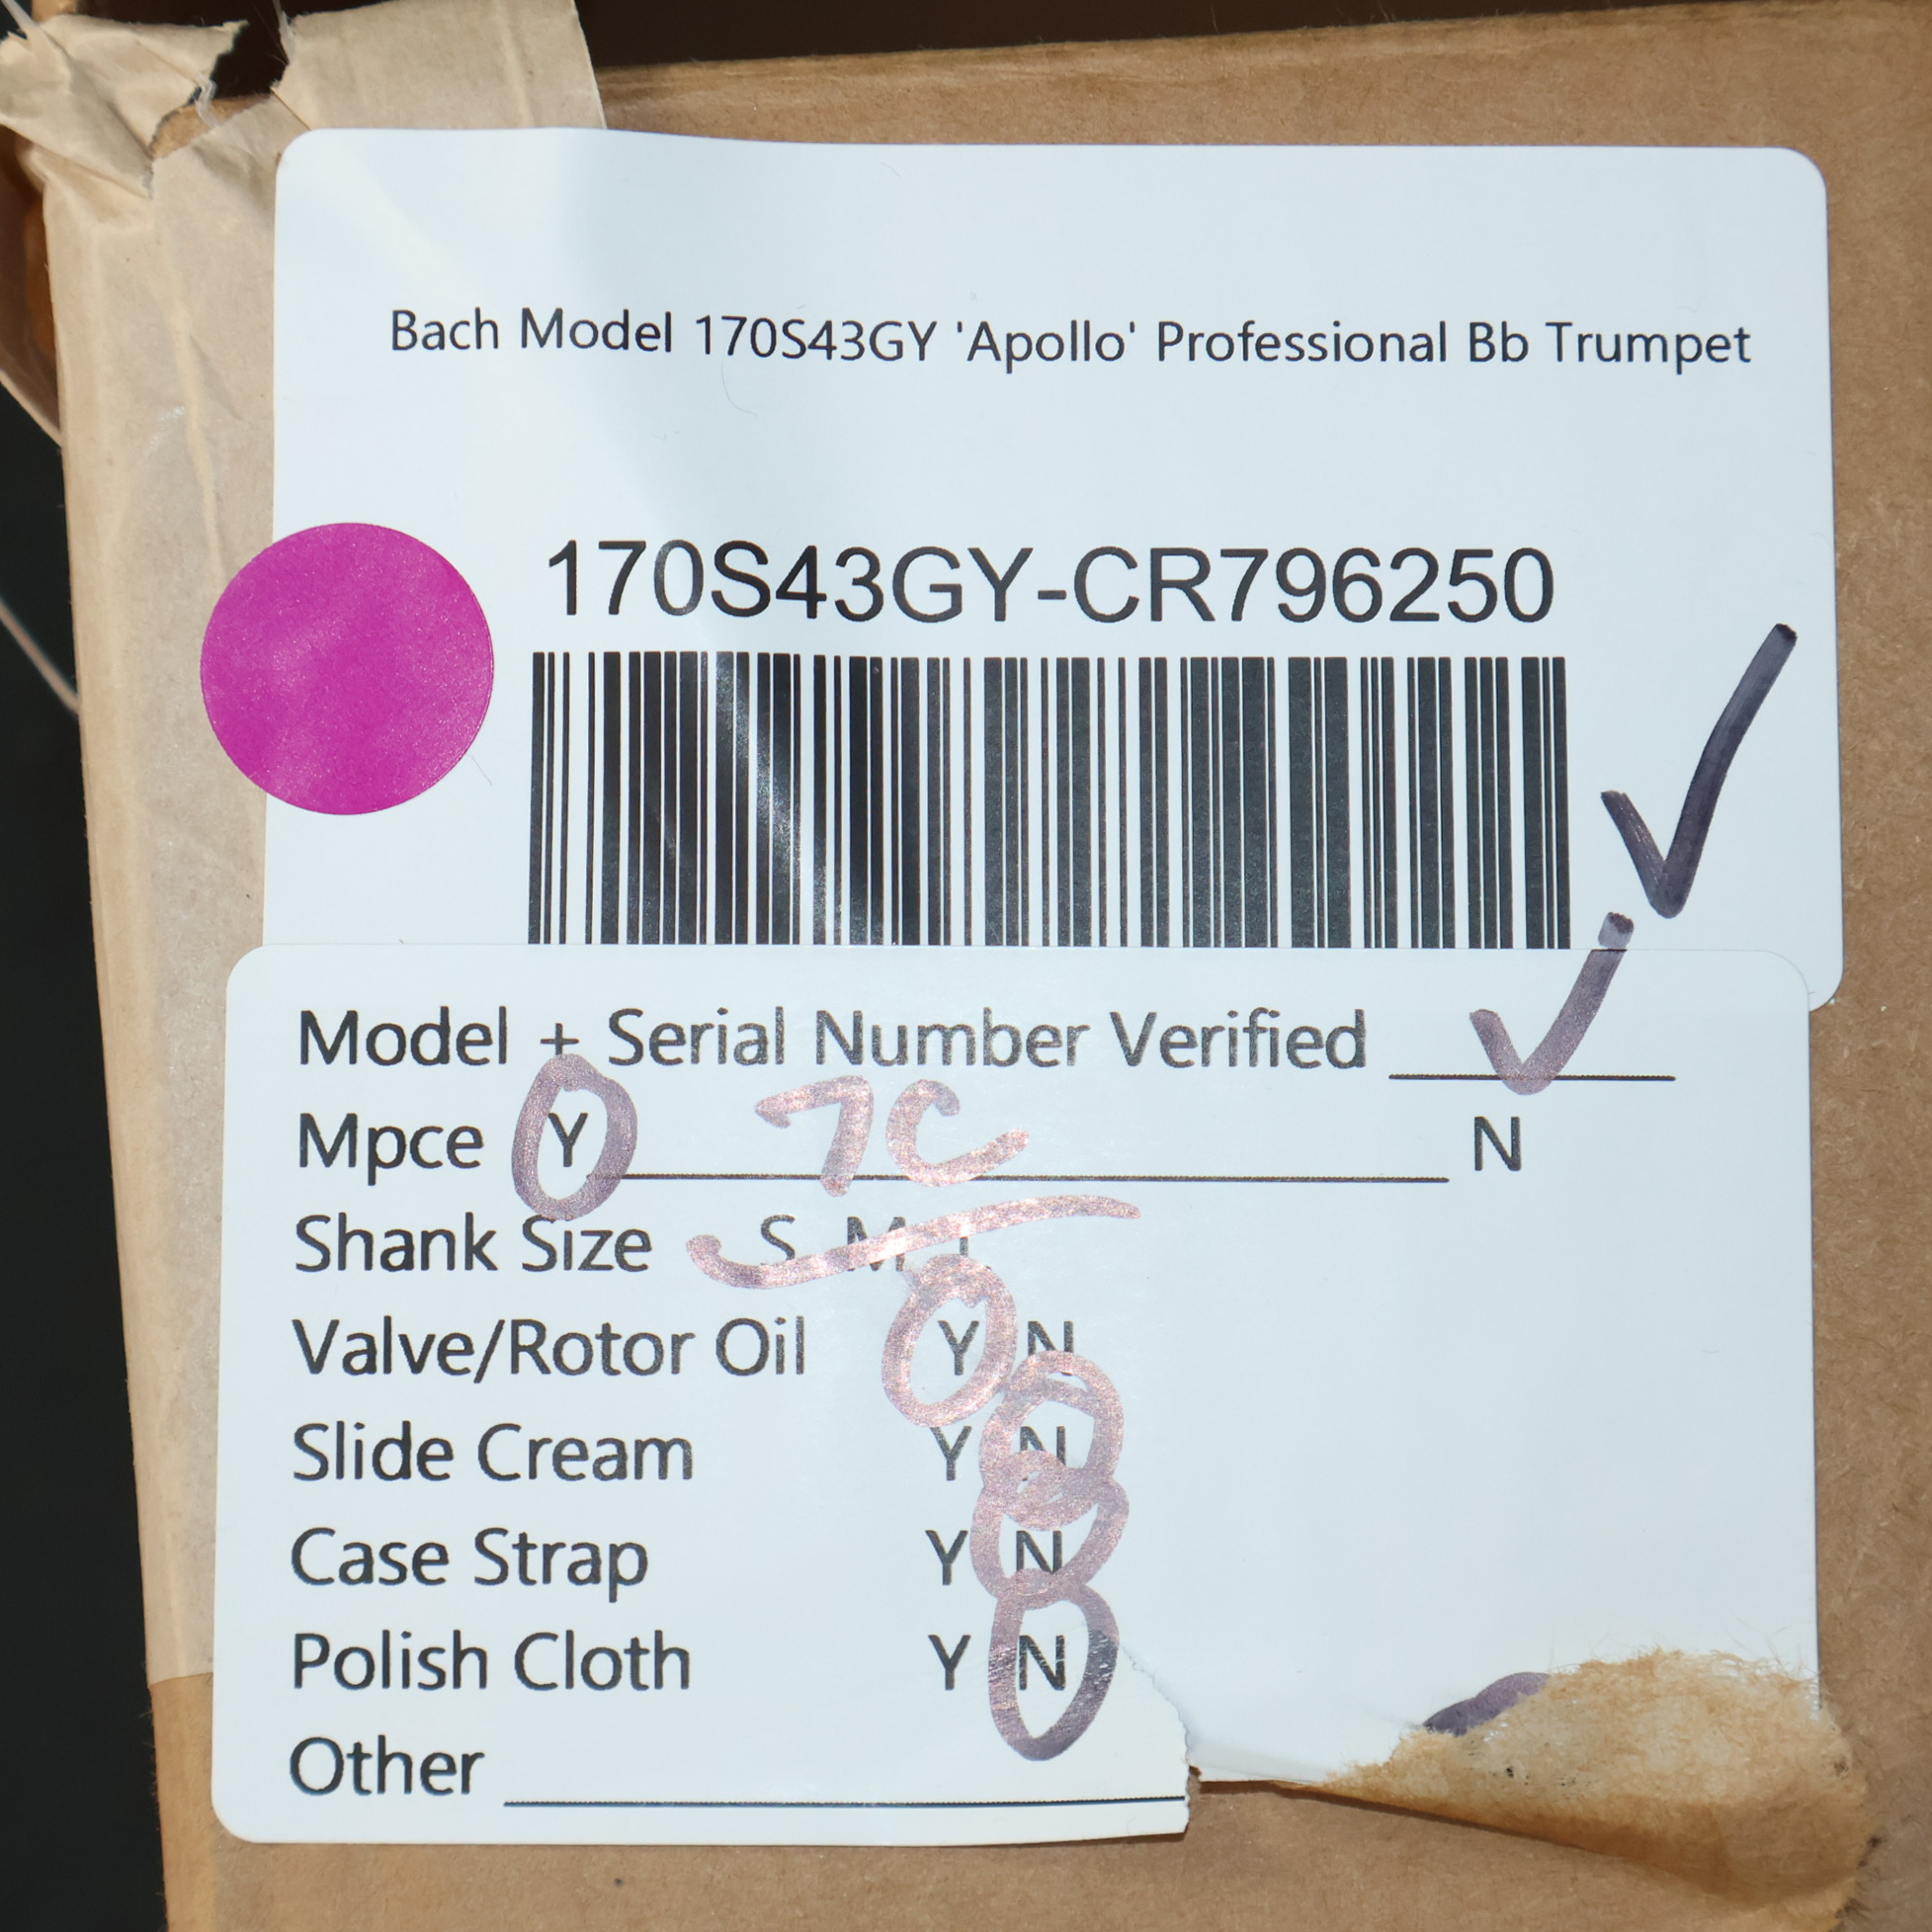 Bach Model 170S43GY 'Apollo' Professional Bb Trumpet
170S43GY-CR796250
Model + Serial Number Verified ✓
Mpce Y 7C N
Shank Size S M L
Valve/Rotor Oil Y N
Slide Cream Y N
Case Strap Y N
Polish Cloth Y N
Other